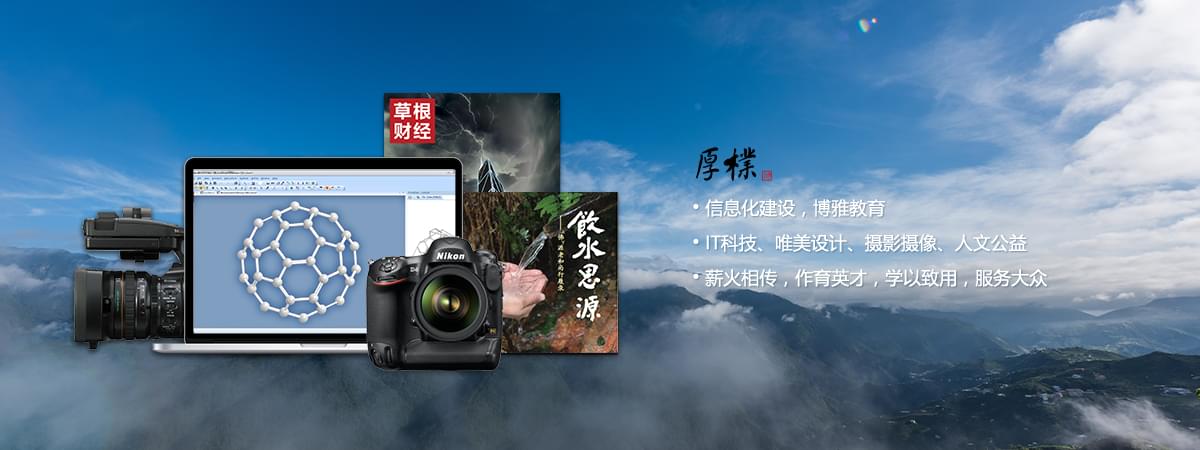 草根
财经
飲水思源
Nikon
厚樸
信息化建设，博雅教育
IT科技、唯美设计、摄影摄像、人文公益
薪火相传，作育英才，学以致用，服务大众